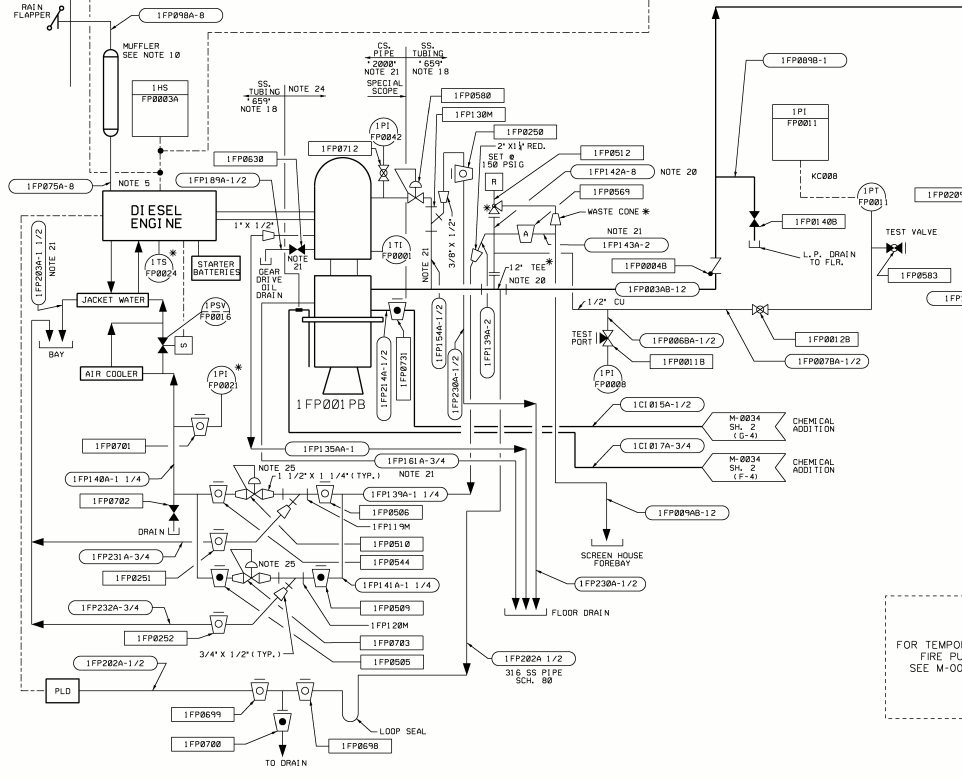 RAIN
FLAPPER
1FP098A-8
MUFFLER
SEE NOTE 10
1HS
FP0003A
SS.
TUBING
"659"
NOTE 18
NOTE 24
CS.
PIPE
"2000"
NOTE 21
SPECIAL
SCOPE
SS.
TUBING
"659"
NOTE 18
1PI
FP0042
1FP0580
1FP130M
1FP0250
2" X1¼" RED.
SET @
150 PSIG
R
1FP0512
1FP142A-8
NOTE 20
1FP0569
WASTE CONE *
A
NOTE 21
1FP143A-2
1FP089B-1
1PI
FP0011
KC008
1PT
FP0011
1FP0209
TEST VALVE
1FP0583
1FP0140B
L.P. DRAIN
TO FLR.
1FP0004B
1FP003AB-12
12" TEE*
NOTE 20
3/8" X 1/2"
NOTE 21
1FP0712
1FP0630
1FP189A-1/2
1FP075A-8
NOTE 5
DIESEL
ENGINE
1" X 1/2"
NOTE
21
GEAR
DRIVE
OIL
DRAIN
1TI
FP0001
1TS
FP0024
*
STARTER
BATTERIES
1FP203A-1 1/2
NOTE 21
JACKET WATER
1PSV
FP0016
S
BAY
AIR COOLER
1PI
FP0021
*
1FP001PB
1FP214A-1/2
1FP0731
1FP154A-1/2
1FP230A-1/2
1FP139A-2
1/2" CU
TEST
PORT
1PI
FP0008
1FP006BA-1/2
1FP0011B
1FP0012B
1FP007BA-1/2
1CI015A-1/2
M-0034
SH. 2
(G-4)
CHEMICAL
ADDITION
1CI017A-3/4
M-0034
SH. 2
(F-4)
CHEMICAL
ADDITION
1FP0701
1FP135AA-1
1FP161A-3/4
NOTE 21
NOTE 25
1 1/2"X 1 1/4"(TYP.)
1FP140A-1 1/4
1FP139A-1 1/4
1FP0702
1FP0506
1FP119M
DRAIN
1FP0510
1FP009AB-12
1FP231A-3/4
1FP0544
SCREEN HOUSE
FOREBAY
1FP0251
NOTE 25
1FP141A-1 1/4
1FP230A-1/2
1FP232A-3/4
1FP0509
FLOOR DRAIN
1FP120M
1FP0252
1FP0703
3/4"X 1/2"(TYP.)
1FP0505
1FP202A-1/2
1FP202A 1/2
316 SS PIPE
SCH. 80
PLD
1FP0699
LOOP SEAL
1FP0700
1FP0698
TO DRAIN
FOR TEMPO
FIRE PU
SEE M-00